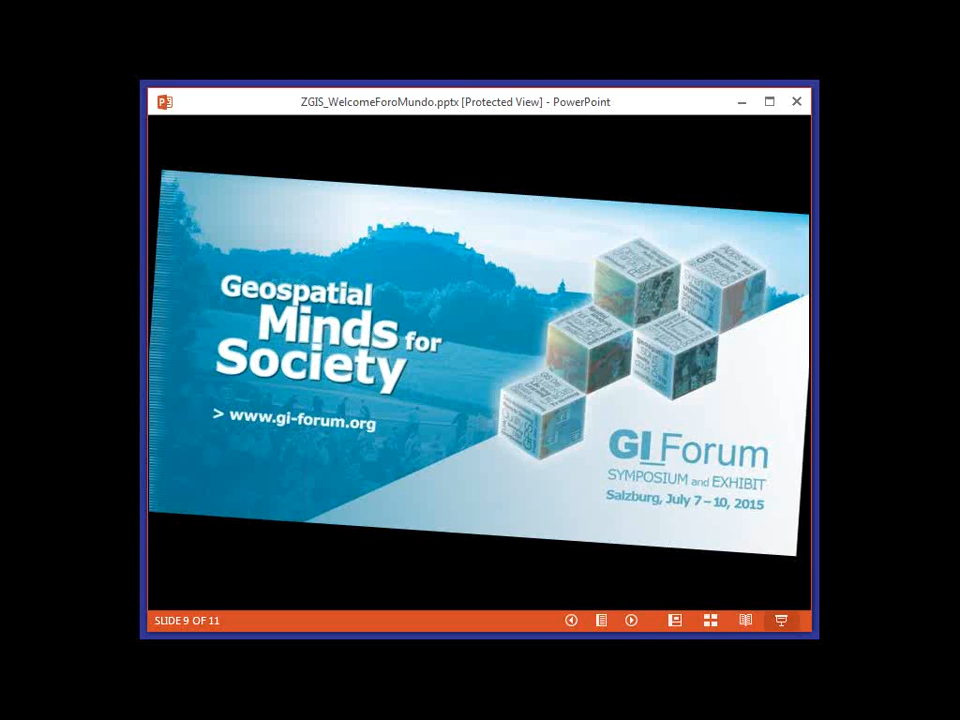 ZGIS_WelcomeForoMundo.pptx [Protected View] - PowerPoint
Geospatial
Minds for
Society
> www.gi-forum.org
GI_Forum
SYMPOSIUM and EXHIBIT
Salzburg, July 7 – 10, 2015
SLIDE 9 OF 11